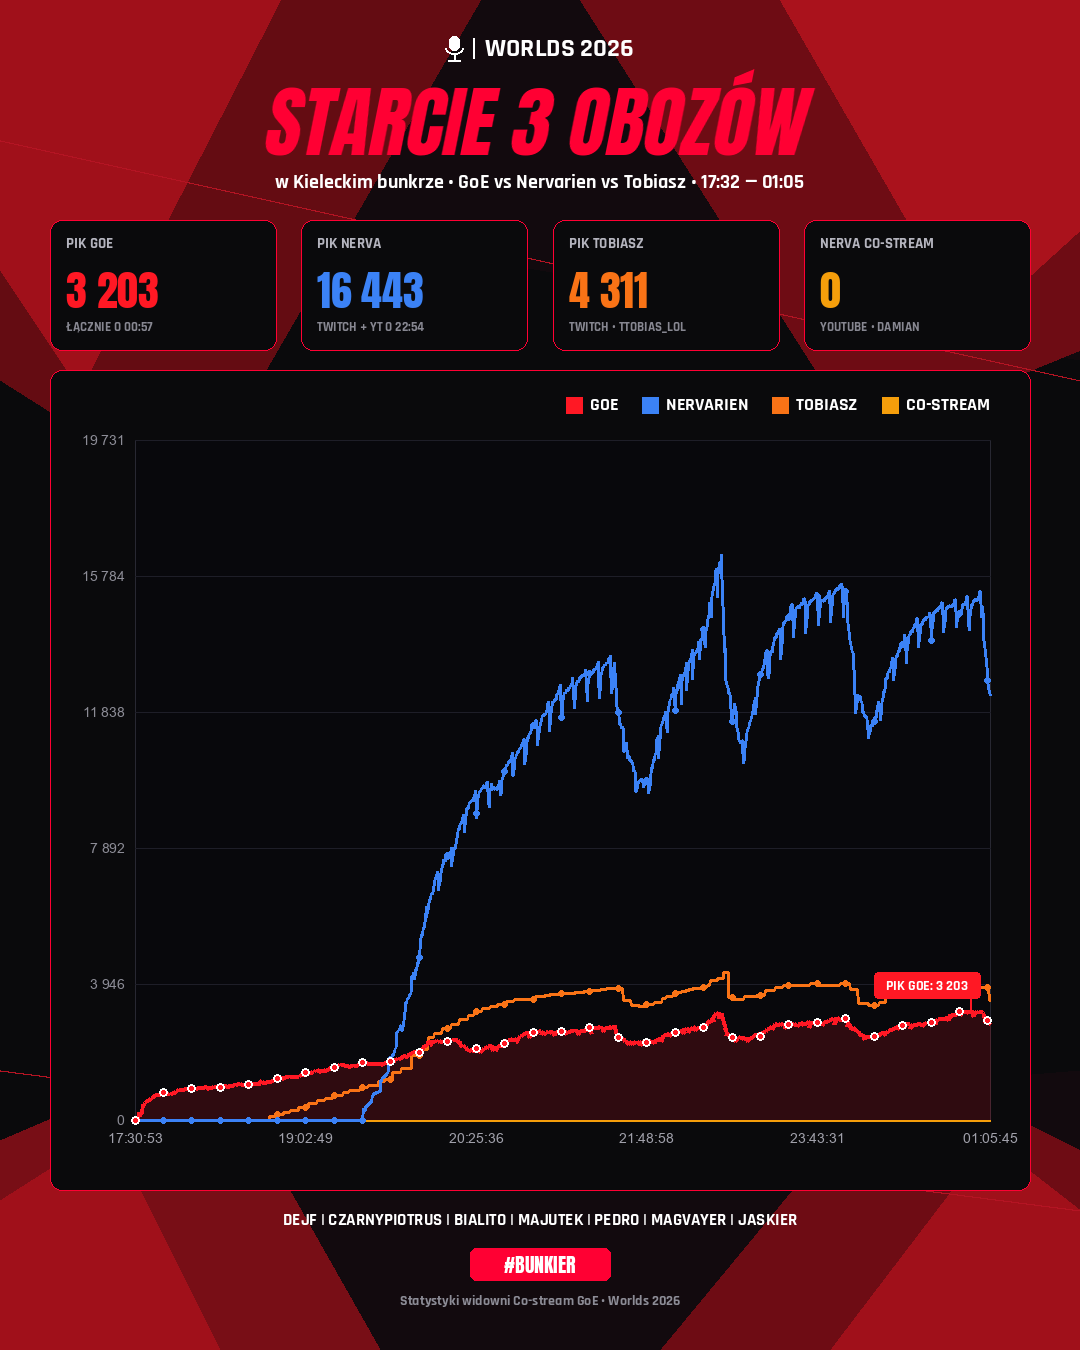 | WORLDS 2026
STARCIE 3 OBOZÓW
w Kieleckim bunkrze • GoE vs Nervarien vs Tobiasz • 17:32 — 01:05
PIK GOE
3 203
ŁĄCZNIE O 00:57
PIK NERVA
16 443
TWITCH + YT O 22:54
PIK TOBIASZ
4 311
TWITCH • TTOBIAS_LOL
NERVA CO-STREAM
0
YOUTUBE • DAMIAN
GOE NERVARIEN TOBIASZ CO-STREAM
19 731
15 784
11 838
7 892
3 946
0
PIK GOE: 3 203
17:30:53 19:02:49 20:25:36 21:48:58 23:43:31 01:05:45
DEJF | CZARNYPIOTRUS | BIALITO | MAJUTEK | PEDRO | MAGVAYER | JASKIER
#BUNKIER
Statystyki widowni Co-stream GoE • Worlds 2026